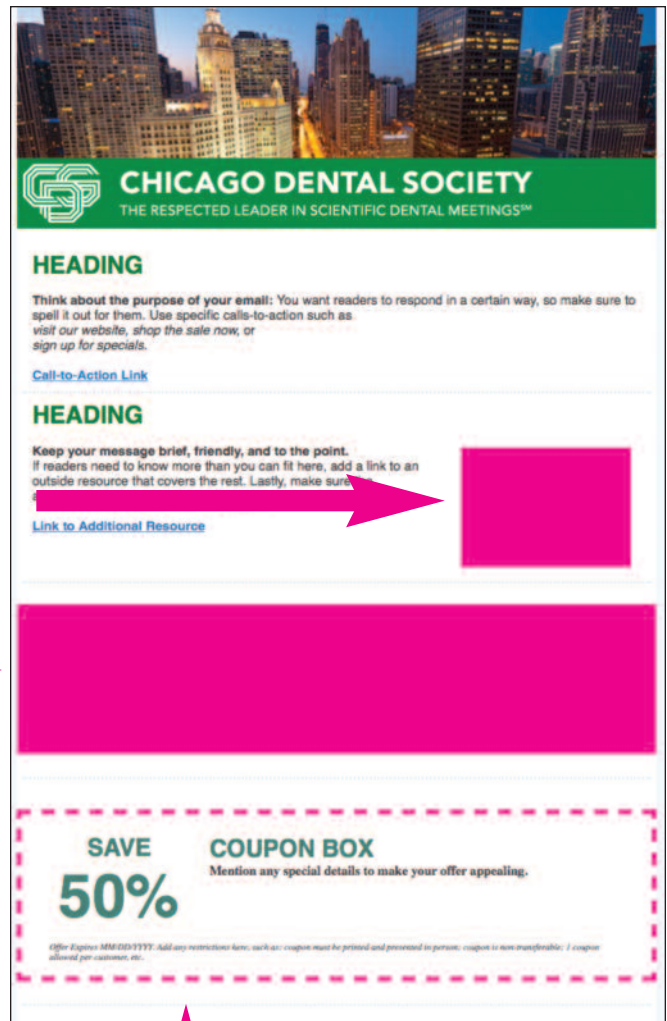 CHICAGO DENTAL SOCIETY
THE RESPECTED LEADER IN SCIENTIFIC DENTAL MEETINGS℠
HEADING
Think about the purpose of your email: You want readers to respond in a certain way, so make sure to
spell it out for them. Use specific calls-to-action such as
visit our website, shop the sale now, or
sign up for specials.
Call-to-Action Link
HEADING
Keep your message brief, friendly, and to the point.
If readers need to know more than you can fit here, add a link to an
outside resource that covers the rest. Lastly, make sure
Link to Additional Resource
SAVE
50%
COUPON BOX
Mention any special details to make your offer appealing.
Offer Expires MM/DD/YYYY. Add any restrictions here, such as: coupon must be printed and presented in person; coupon is non-transferable; 1 coupon
allowed per customer, etc.